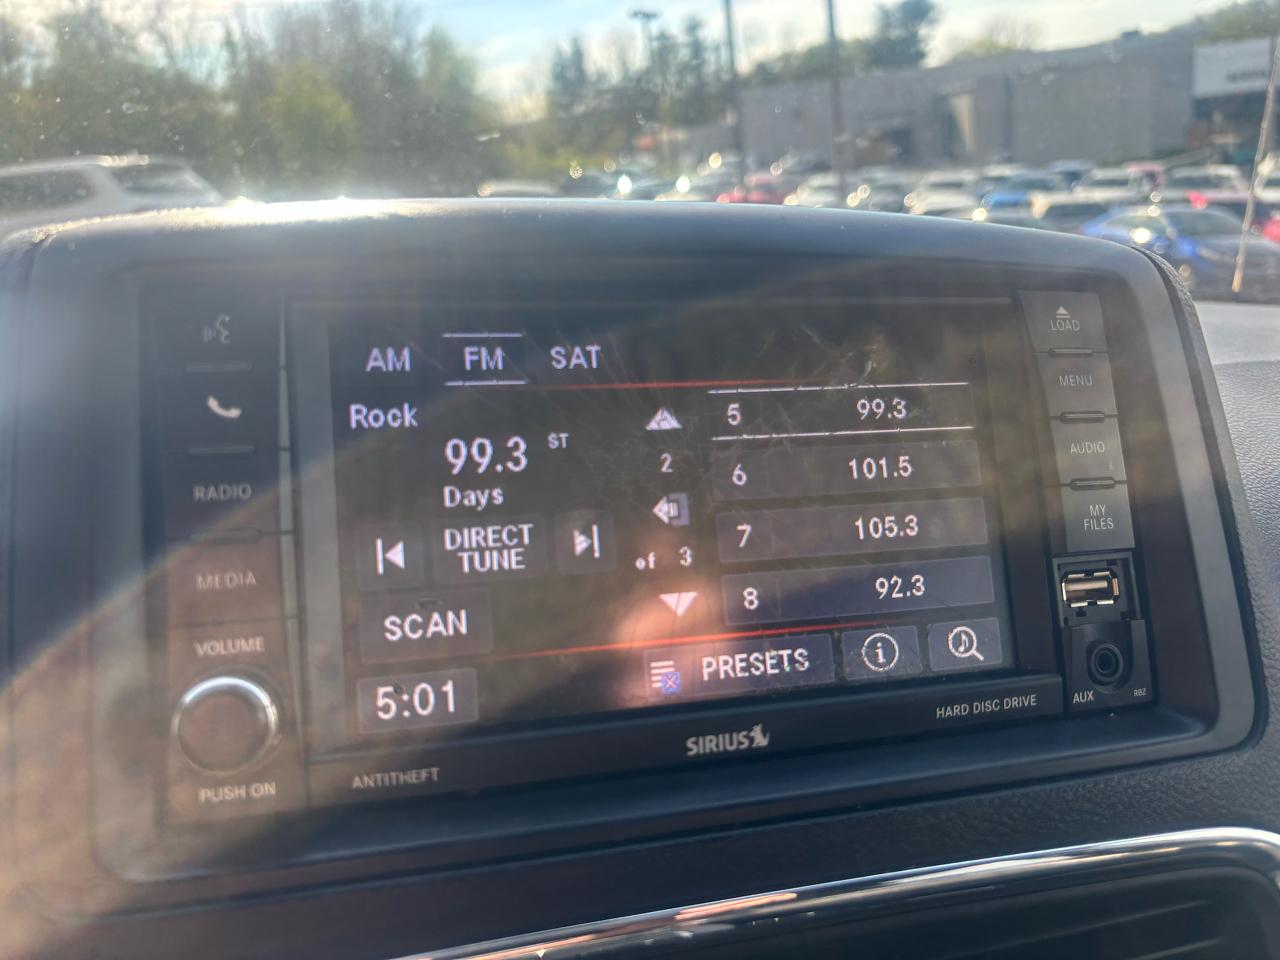 AM FM SAT
Rock
99.3 ST
Days
DIRECT
TUNE
SCAN
5:01
2
of 3
5 99.3
6 101.5
7 105.3
8 92.3
PRESETS
RADIO
MEDIA
VOLUME
PUSH ON
ANTITHEFT
SIRIUS
HARD DISC DRIVE
LOAD
MENU
AUDIO
MY
FILES
AUX
RBZ